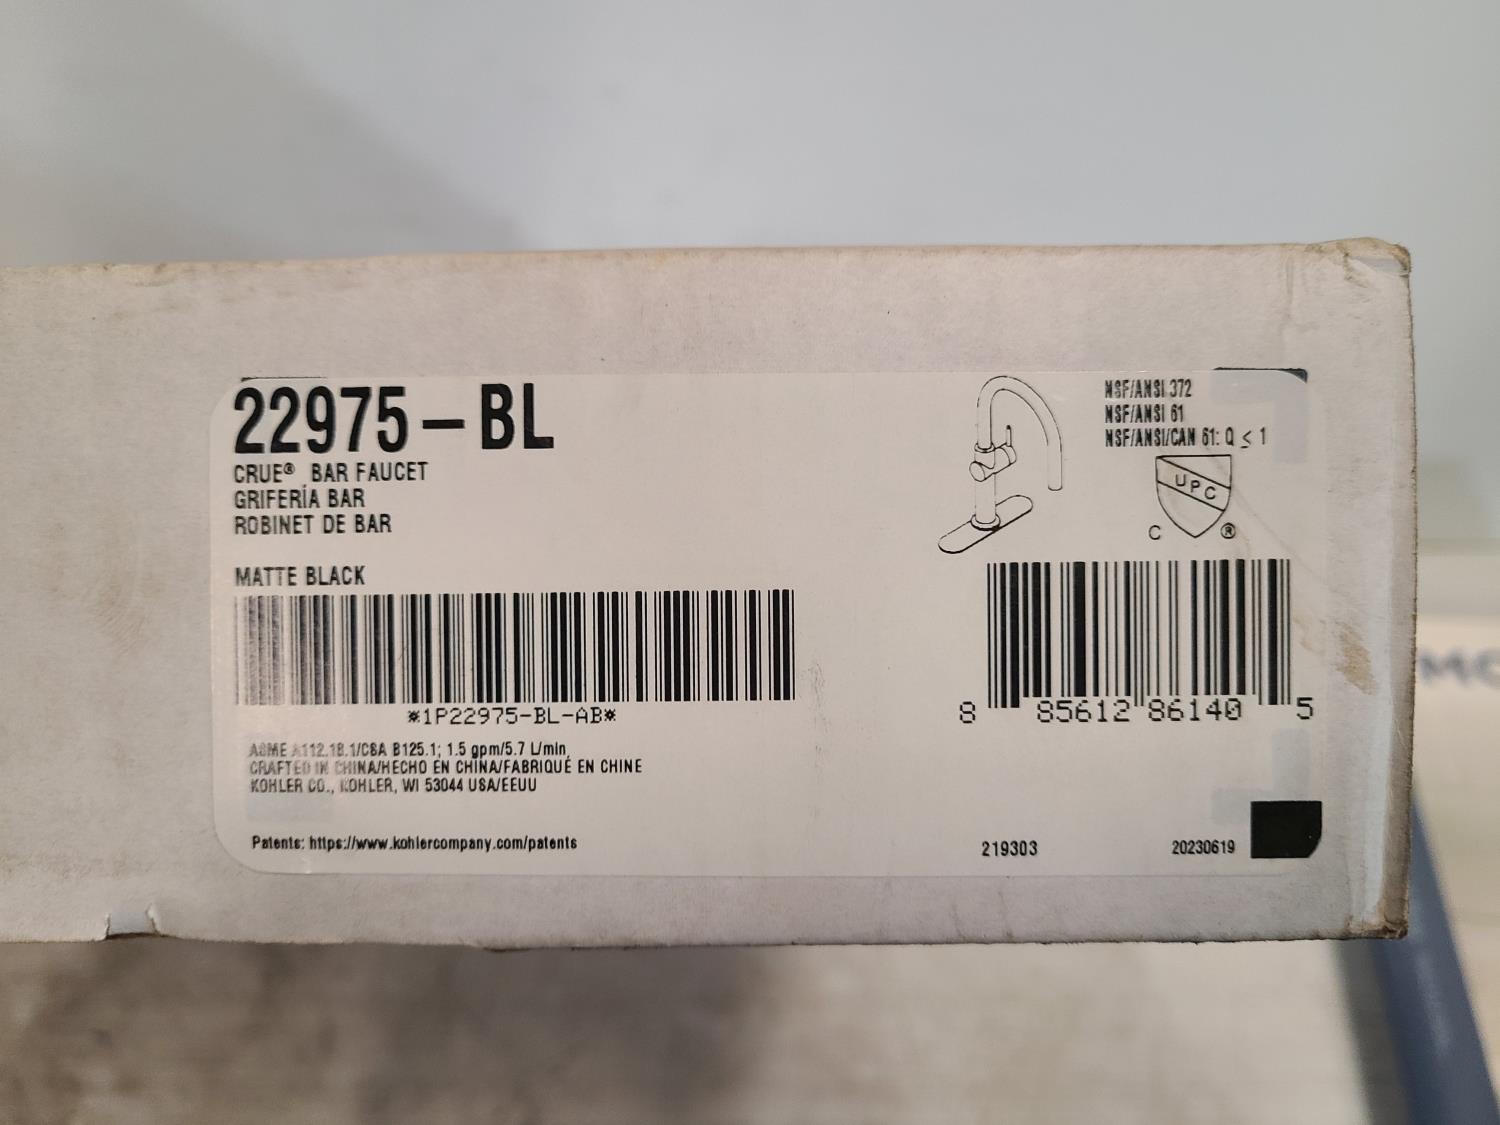 22975-BL
CRUE® BAR FAUCET
GRIFERÍA BAR
ROBINET DE BAR
MATTE BLACK
*1P22975-BL-AB*
ASME A112.18.1/CSA B125.1; 1.5 gpm/5.7 L/min
CRAFTED IN CHINA/HECHO EN CHINA/FABRIQUÉ EN CHINE
KOHLER CO., KOHLER, WI 53044 USA/EEUU
Patents: https://www.kohlercompany.com/patents
NSF/ANSI 372
NSF/ANSI 61
NSF/ANSI/CAN 61: Q ≤ 1
UPC
C ®
8 85612 86140 5
219303
20230619